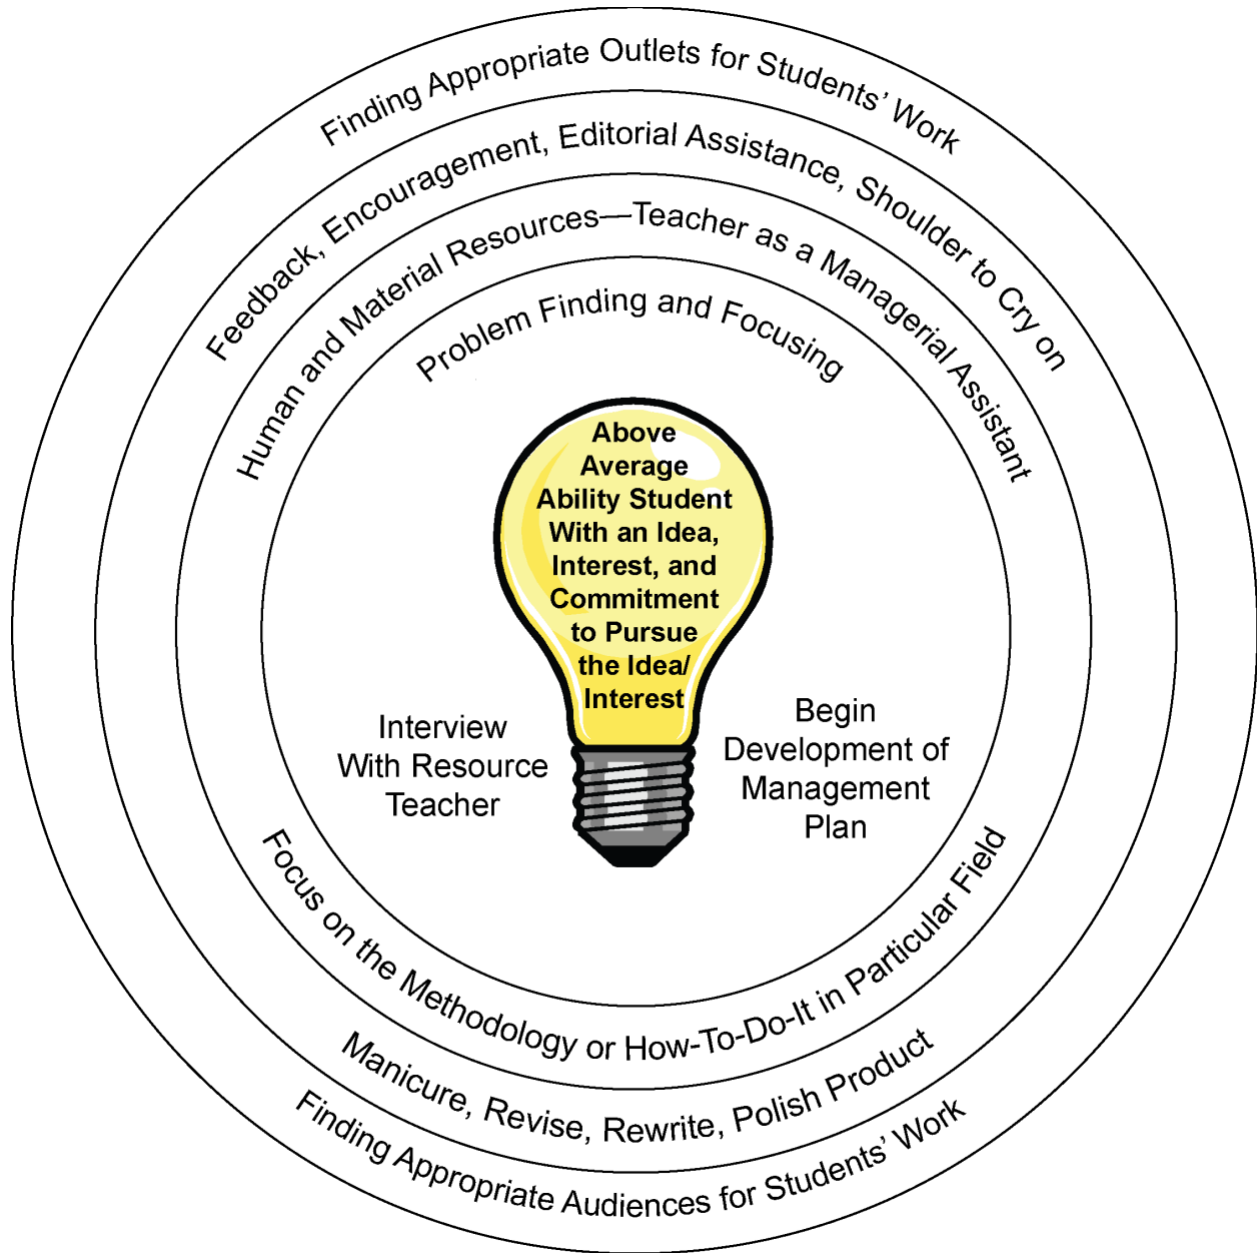 Finding Appropriate Outlets for Students’ Work
Feedback, Encouragement, Editorial Assistance, Shoulder to Cry on
Human and Material Resources—Teacher as a Managerial Assistant
Problem Finding and Focusing
Above
Average
Ability Student
With an Idea,
Interest, and
Commitment
to Pursue
the Idea/
Interest
Interview
With Resource
Teacher
Begin
Development of
Management
Plan
Focus on the Methodology or How-To-Do-It in Particular Field
Manicure, Revise, Rewrite, Polish Product
Finding Appropriate Audiences for Students’ Work